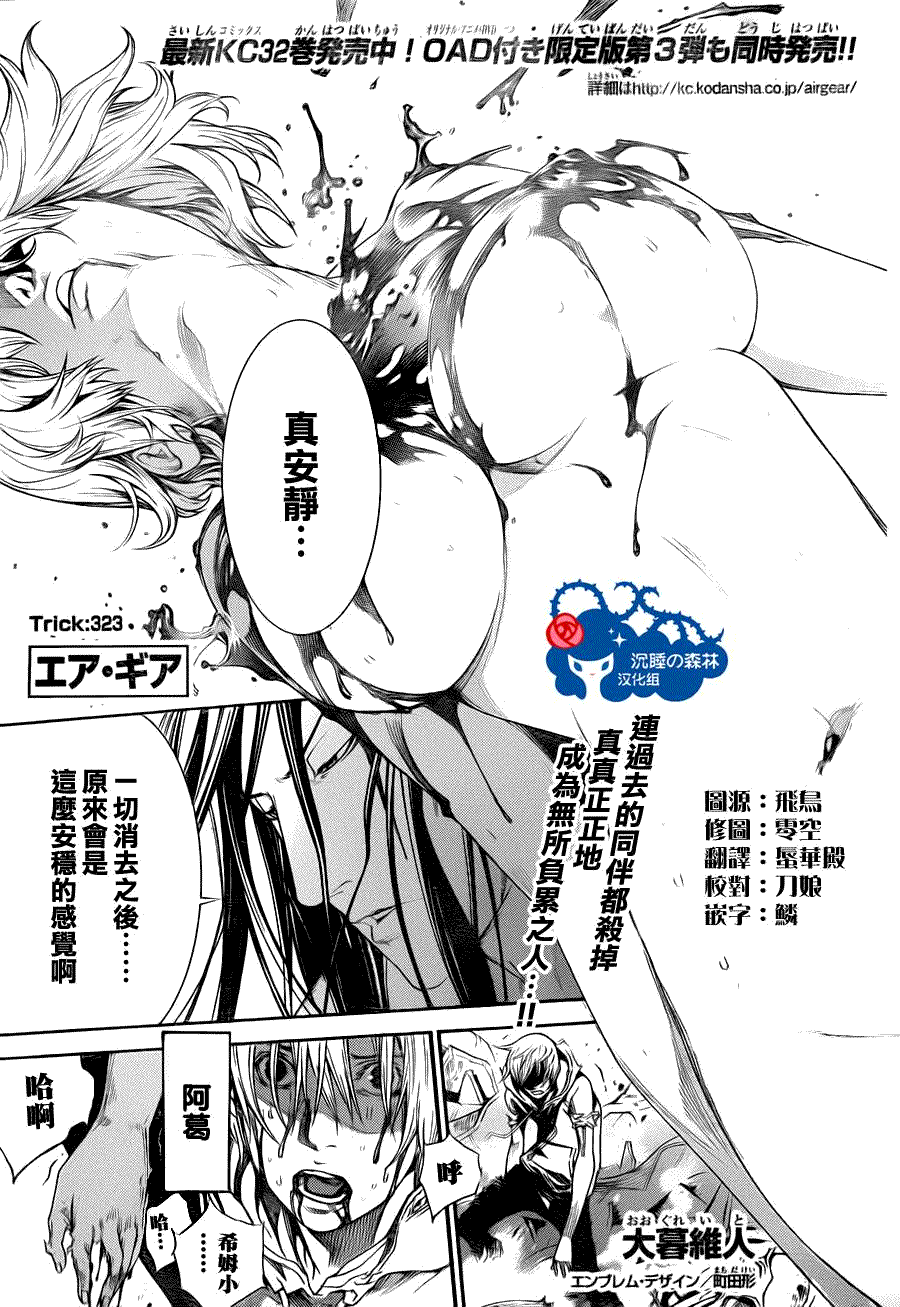 最新KC32巻発売中！OAD付き限定版第3弾も同時発売!!
詳細はhttp://kc.kodansha.co.jp/airgear/
真安靜…
Trick:323
エア・ギア
沉睡の森林
汉化组
連過去的同伴都殺掉
真真正正地
成為無所負累之人…!!
圖源：飛鳥
修圖：零空
翻譯：蜃華殿
校對：刀娘
嵌字：鱗
一切消去之後……
原來會是
這麼安穩的感覺啊
阿葛
呼
哈啊
希姆小……
哈…
大暮維人
エンブレム・デザイン／町田形